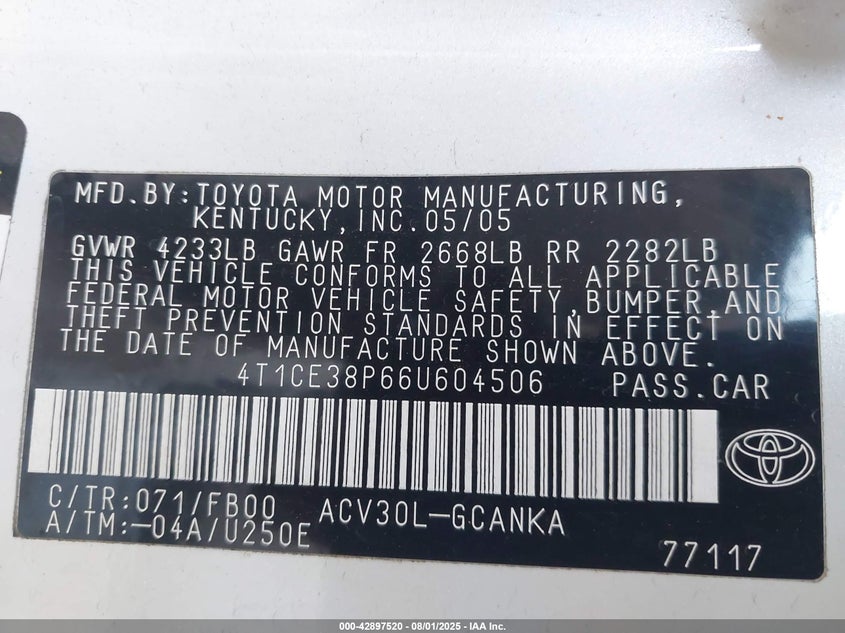 MFD.BY:TOYOTA MOTOR MANUFACTURING,
KENTUCKY,INC.05/05
GVWR 4233LB GAWR FR 2668LB RR 2282LB
THIS VEHICLE CONFORMS TO ALL APPLICABLE
FEDERAL MOTOR VEHICLE SAFETY,BUMPER,AND
THEFT PREVENTION STANDARDS IN EFFECT ON
THE DATE OF MANUFACTURE SHOWN ABOVE.
4T1CE38P66U604506 PASS.CAR
C/TR:071/FB00 ACV30L-GCANKA
A/TM:-04A/U250E
77117
000-42897520 • 08/01/2025 - IAA Inc.